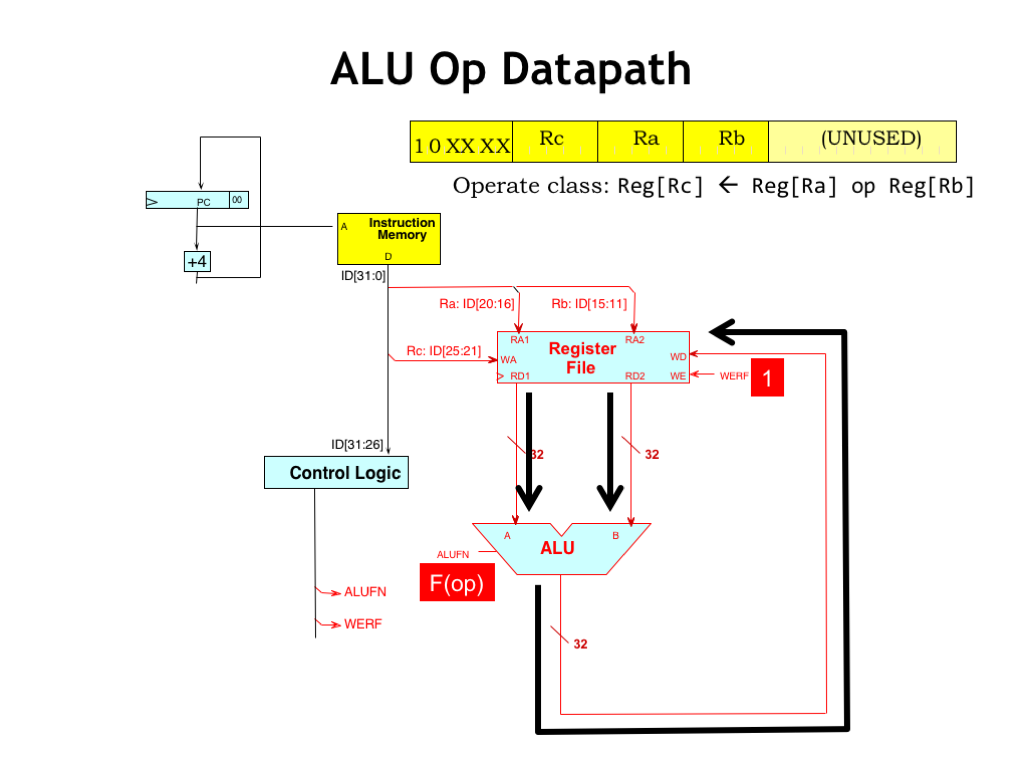 ALU Op Datapath
1 0 XX XX Rc Ra Rb (UNUSED)
Operate class: Reg[Rc] ← Reg[Ra] op Reg[Rb]
PC 00
+4
A Instruction
Memory
D
ID[31:0]
Ra: ID[20:16] Rb: ID[15:11]
RA1 RA2
Register
File
Rc: ID[25:21]
WA
WD
RD1 RD2 WE
WERF 1
32 32
ID[31:26]
Control Logic
A B
ALU
ALUFN
F(op)
ALUFN
WERF
32